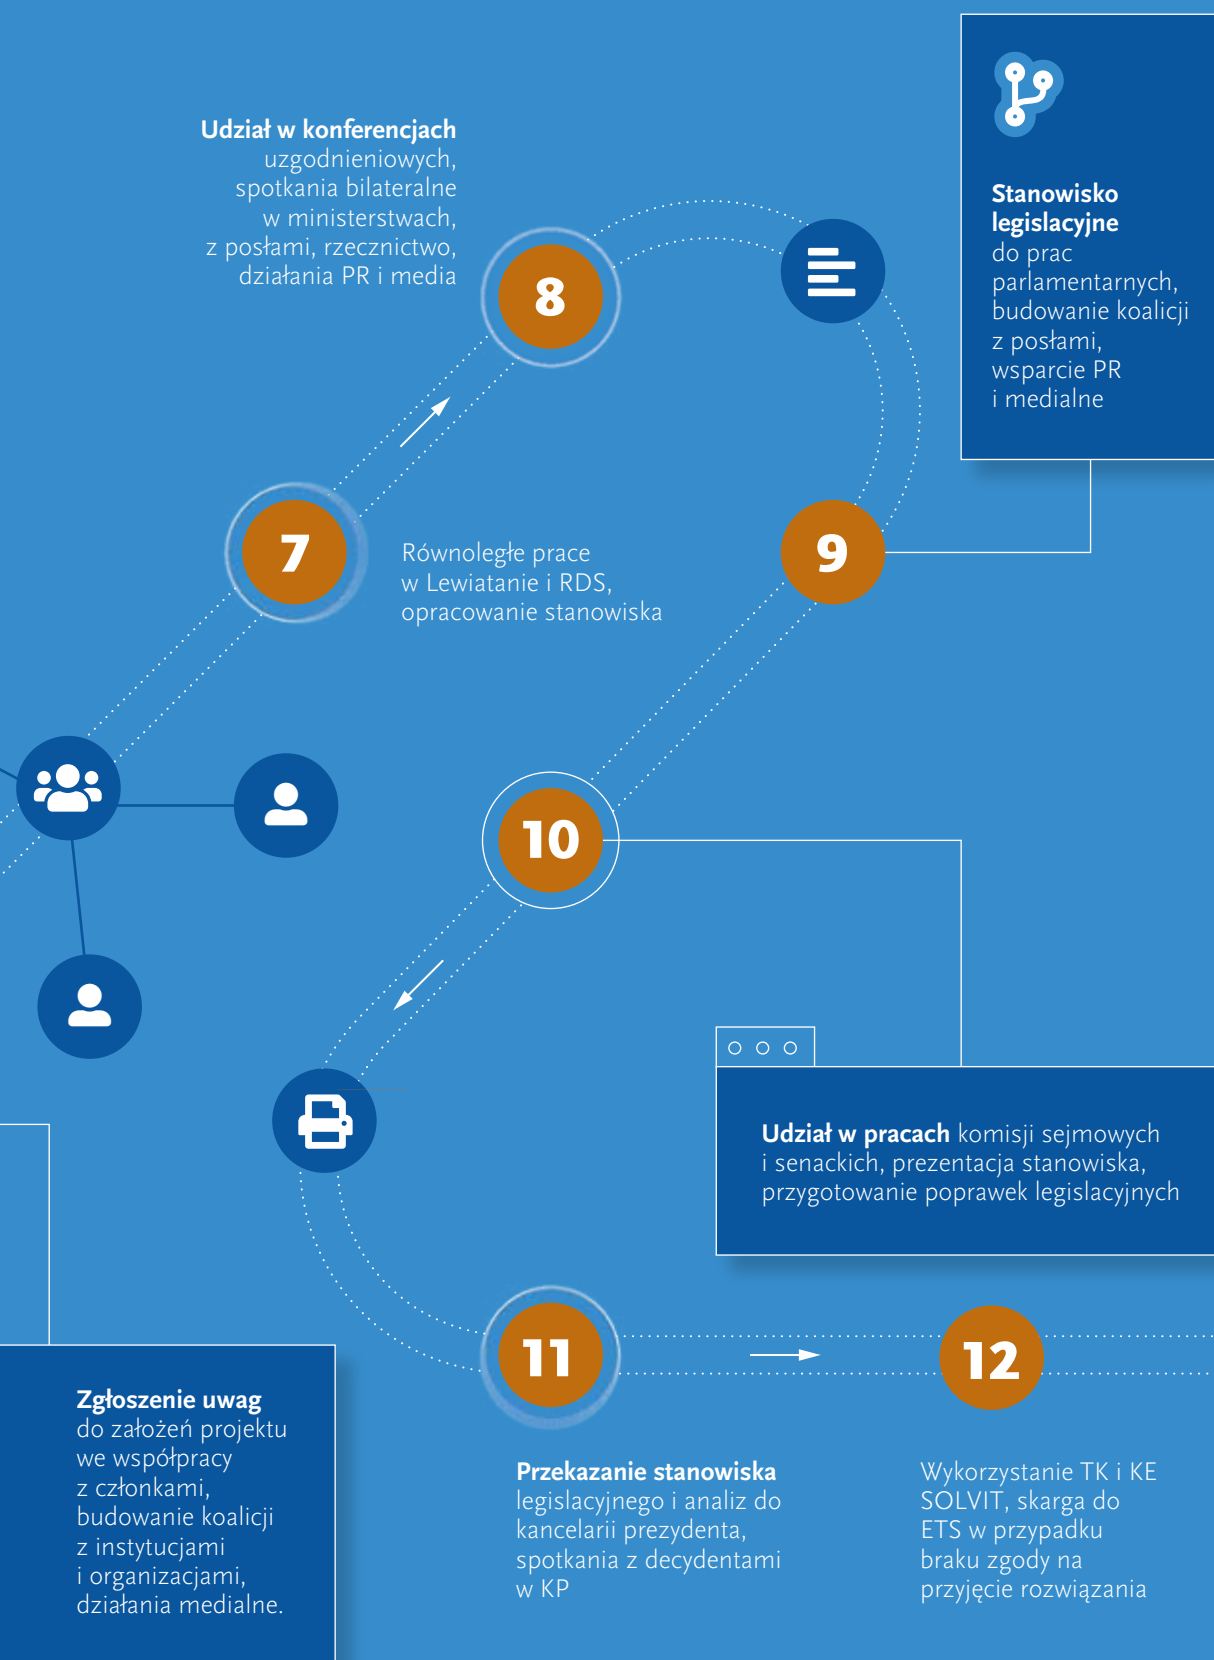 Udział w konferencjach
uzgodnieniowych,
spotkania bilateralne
w ministerstwach,
z posłami, rzecznictwo,
działania PR i media
8
Stanowisko
legislacyjne
do prac
parlamentarnych,
budowanie koalicji
z posłami,
wsparcie PR
i medialne
7
Równoległe prace
w Lewiatanie i RDS,
opracowanie stanowiska
9
10
Udział w pracach komisji sejmowych
i senackich, prezentacja stanowiska,
przygotowanie poprawek legislacyjnych
Zgłoszenie uwag
do założeń projektu
we współpracy
z członkami,
budowanie koalicji
z instytucjami
i organizacjami,
działania medialne.
11
Przekazanie stanowiska
legislacyjnego i analiz do
kancelarii prezydenta,
spotkania z decydentami
w KP
12
Wykorzystanie TK i KE
SOLVIT, skarga do
ETS w przypadku
braku zgody na
przyjęcie rozwiązania